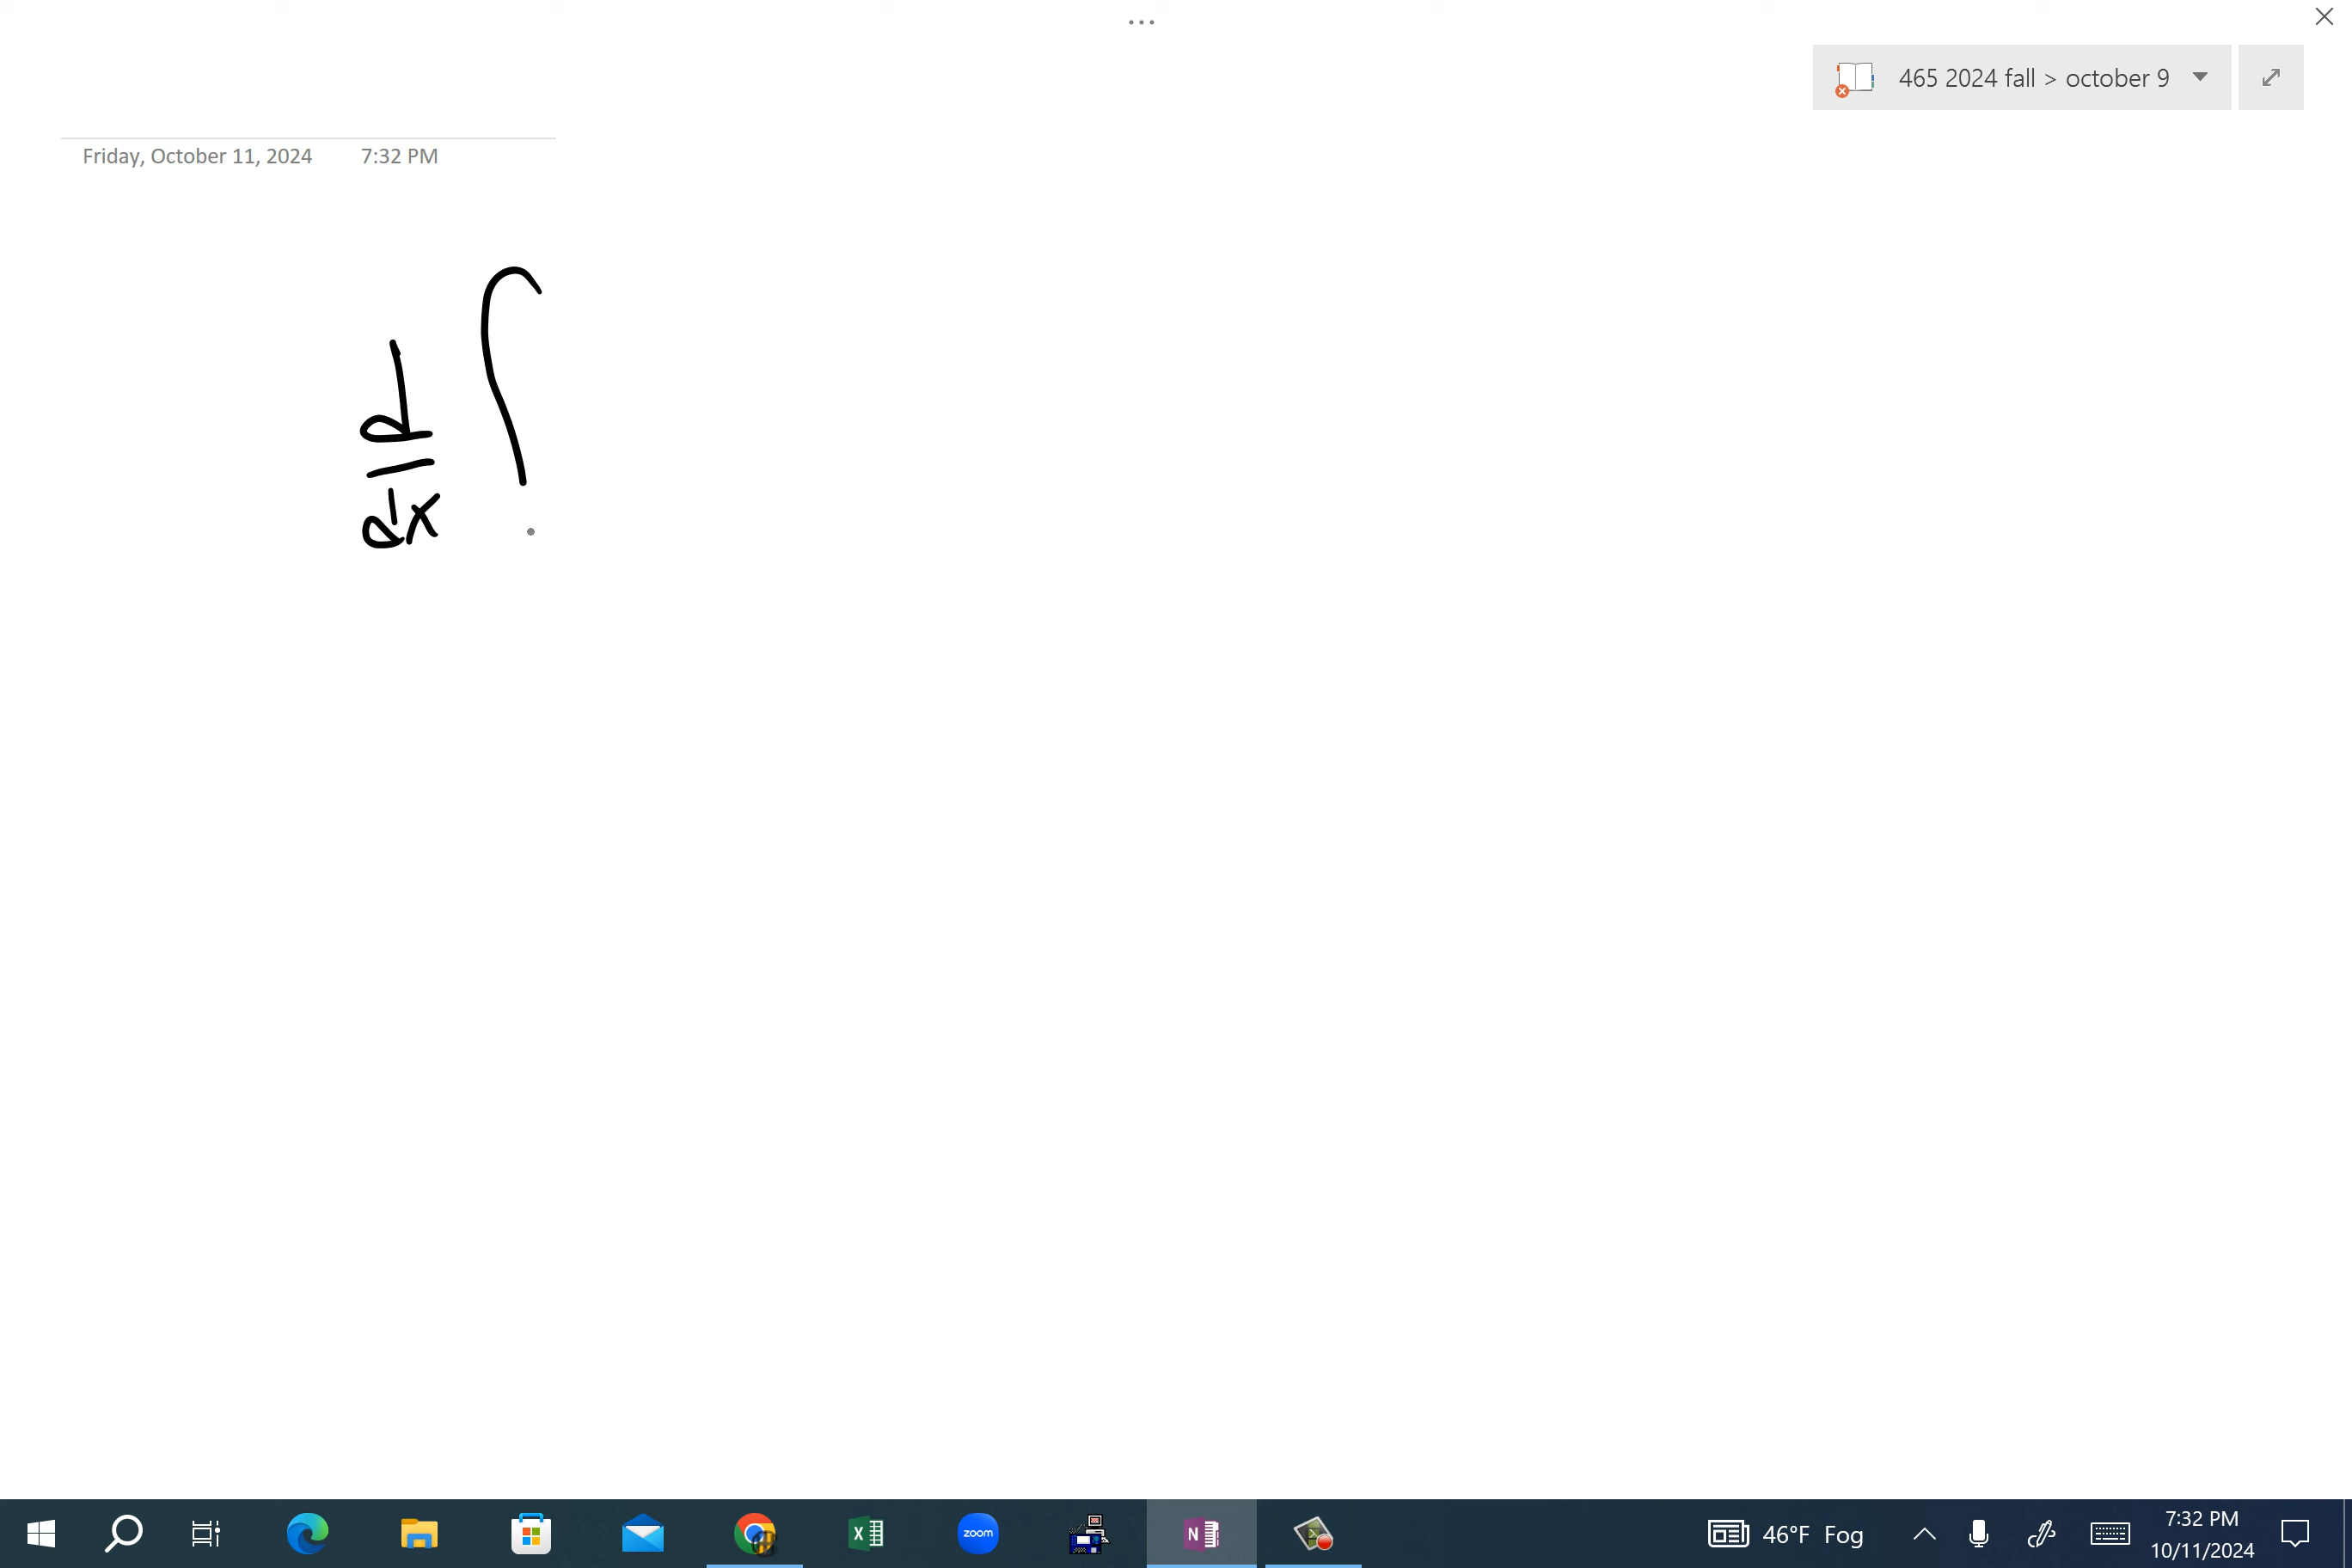 ...
465 2024 fall > october 9
Friday, October 11, 2024 7:32 PM
d
dx ∫
zoom
46°F Fog
7:32 PM
10/11/2024